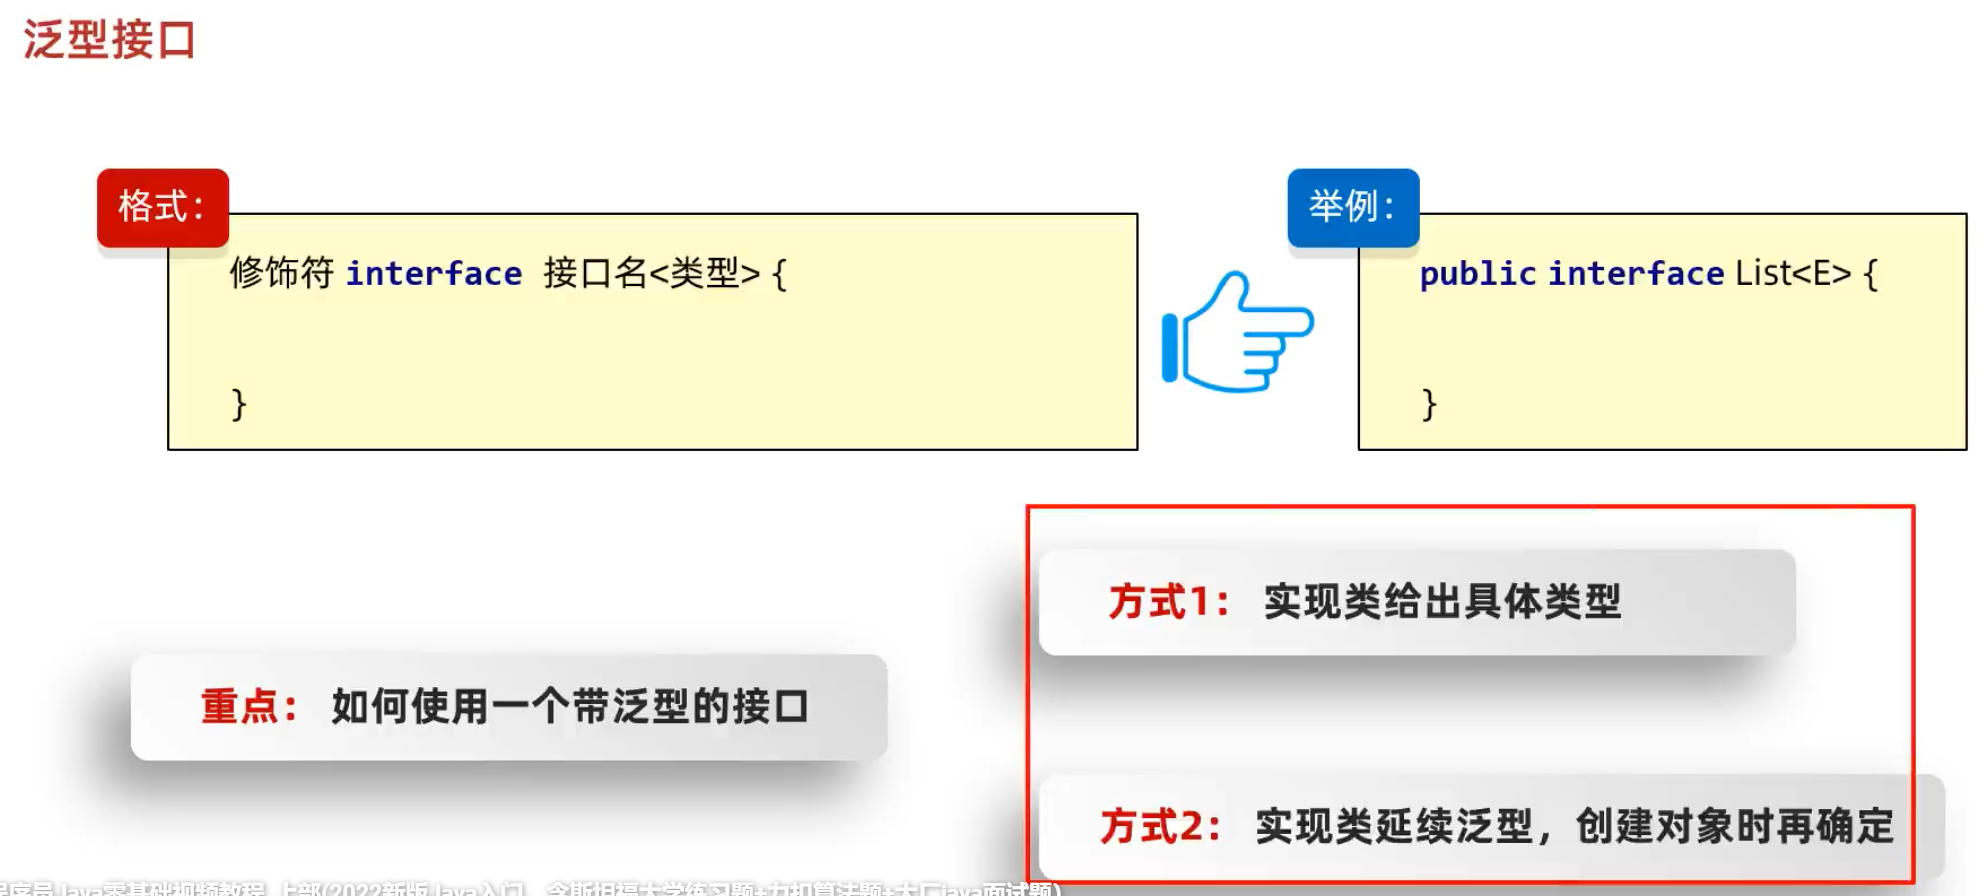 泛型接口
格式：
修饰符 interface 接口名<类型> {
}
举例：
public interface List<E> {
}
重点： 如何使用一个带泛型的接口
方式1： 实现类给出具体类型
方式2： 实现类延续泛型，创建对象时再确定
程序员Java零基础视频教程_上部(2022新版Java入门，含斯坦福大学练习题+力扣算法题+大厂java面试题）